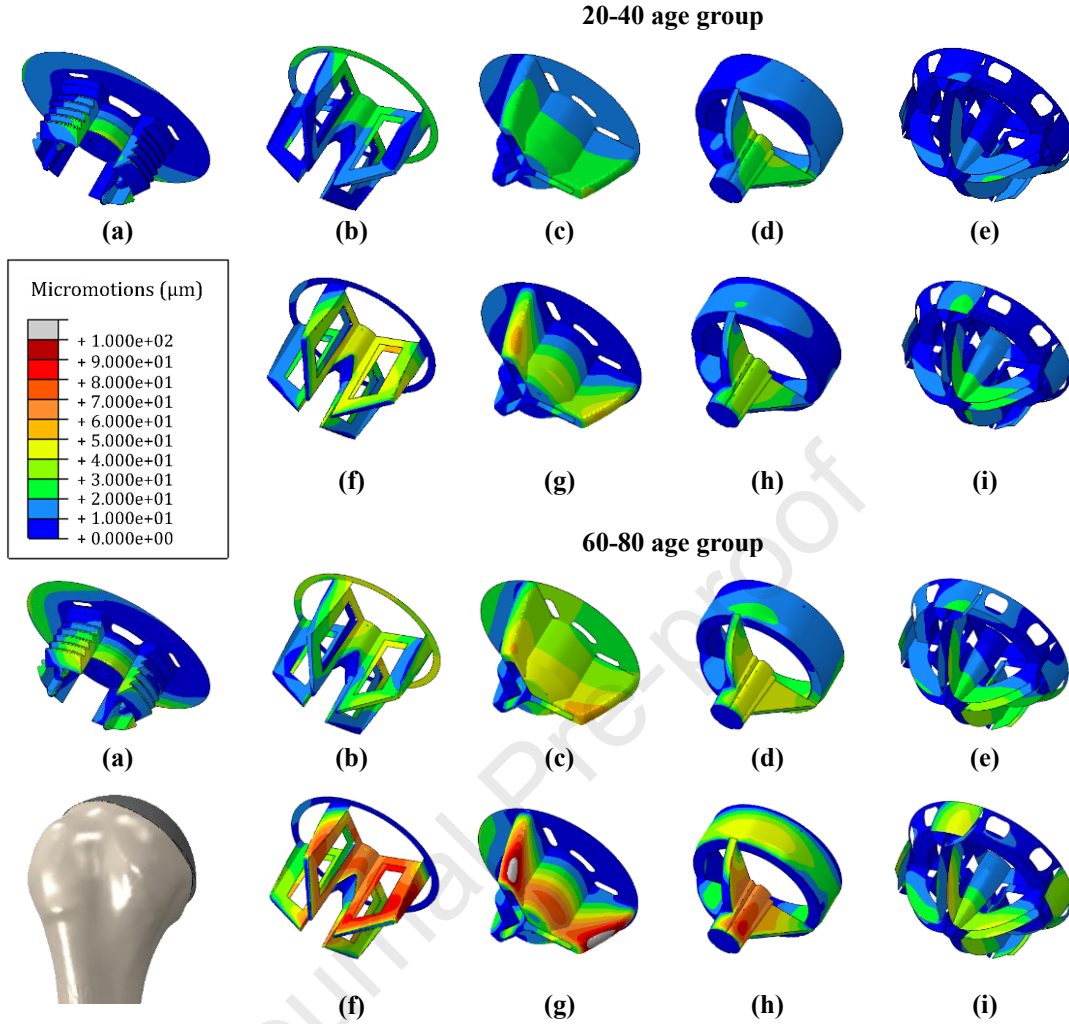 20-40 age group
(a) (b) (c) (d) (e)
Micromotions (μm)
+ 1.000e+02
+ 9.000e+01
+ 8.000e+01
+ 7.000e+01
+ 6.000e+01
+ 5.000e+01
+ 4.000e+01
+ 3.000e+01
+ 2.000e+01
+ 1.000e+01
+ 0.000e+00
(f) (g) (h) (i)
60-80 age group
(a) (b) (c) (d) (e)
(f) (g) (h) (i)
urnal Pre-proof